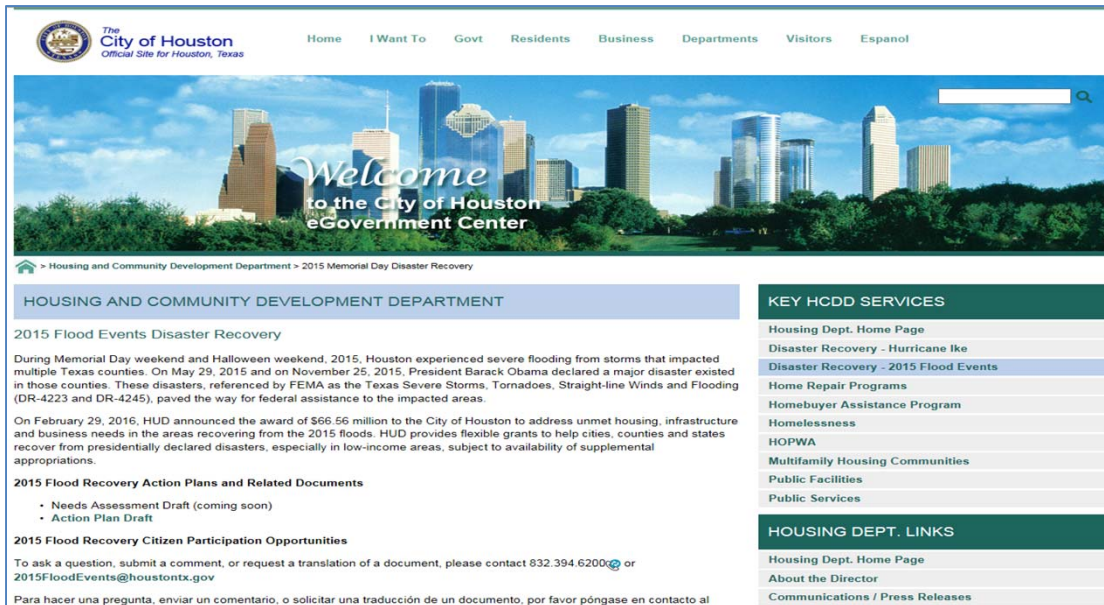 The
City of Houston
Official Site for Houston, Texas
Home I Want To Govt Residents Business Departments Visitors Espanol
Welcome
to the City of Houston
eGovernment Center
> Housing and Community Development Department > 2015 Memorial Day Disaster Recovery
HOUSING AND COMMUNITY DEVELOPMENT DEPARTMENT
2015 Flood Events Disaster Recovery
During Memorial Day weekend and Halloween weekend, 2015, Houston experienced severe flooding from storms that impacted
multiple Texas counties. On May 29, 2015 and on November 25, 2015, President Barack Obama declared a major disaster existed
in those counties. These disasters, referenced by FEMA as the Texas Severe Storms, Tornadoes, Straight-line Winds and Flooding
(DR-4223 and DR-4245), paved the way for federal assistance to the impacted areas.
On February 29, 2016, HUD announced the award of $66.56 million to the City of Houston to address unmet housing, infrastructure
and business needs in the areas recovering from the 2015 floods. HUD provides flexible grants to help cities, counties and states
recover from presidentially declared disasters, especially in low-income areas, subject to availability of supplemental
appropriations.
2015 Flood Recovery Action Plans and Related Documents
• Needs Assessment Draft (coming soon)
• Action Plan Draft
2015 Flood Recovery Citizen Participation Opportunities
To ask a question, submit a comment, or request a translation of a document, please contact 832.394.6200 or
2015FloodEvents@houstontx.gov
Para hacer una pregunta, enviar un comentario, o solicitar una traducción de un documento, por favor póngase en contacto al
KEY HCDD SERVICES
Housing Dept. Home Page
Disaster Recovery - Hurricane Ike
Disaster Recovery - 2015 Flood Events
Home Repair Programs
Homebuyer Assistance Program
Homelessness
HOPWA
Multifamily Housing Communities
Public Facilities
Public Services
HOUSING DEPT. LINKS
Housing Dept. Home Page
About the Director
Communications / Press Releases